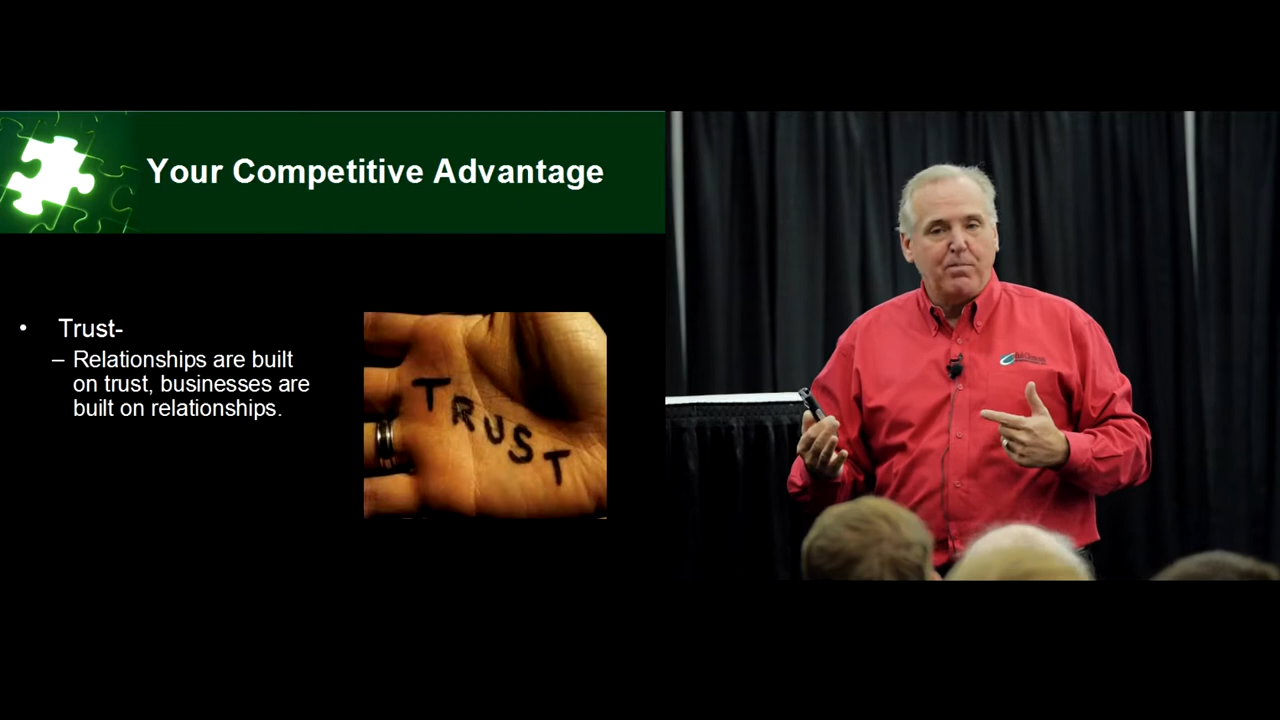 Your Competitive Advantage
• Trust-
– Relationships are built
on trust, businesses are
built on relationships.
TRUST